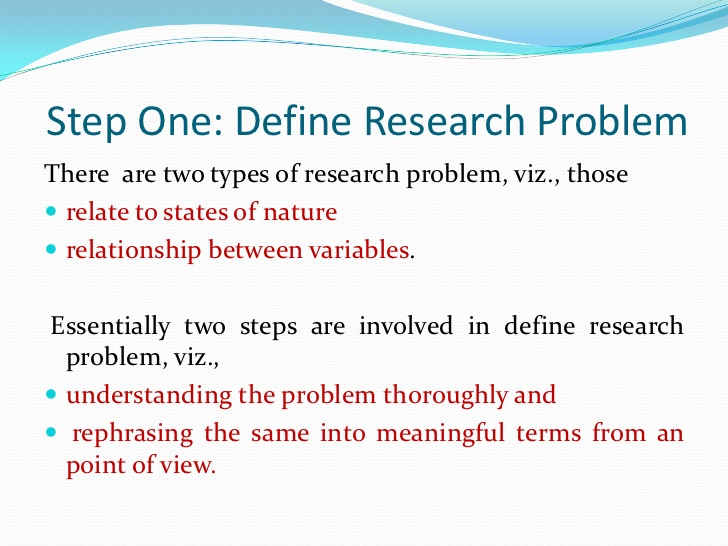 Step One: Define Research Problem
There are two types of research problem, viz., those
• relate to states of nature
• relationship between variables.
Essentially two steps are involved in define research
problem, viz.,
• understanding the problem thoroughly and
• rephrasing the same into meaningful terms from an
point of view.